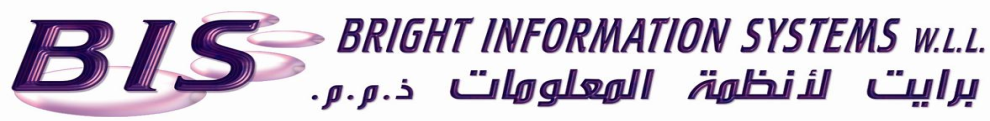 BIS
BRIGHT INFORMATION SYSTEMS W.L.L.
برايت لأنظمة المعلومات ذ.م.م.